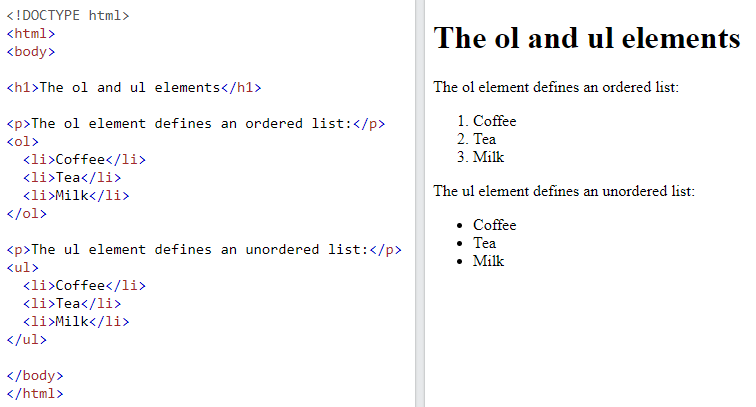 <!DOCTYPE html>
<html>
<body>

<h1>The ol and ul elements</h1>

<p>The ol element defines an ordered list:</p>
<ol>
  <li>Coffee</li>
  <li>Tea</li>
  <li>Milk</li>
</ol>

<p>The ul element defines an unordered list:</p>
<ul>
  <li>Coffee</li>
  <li>Tea</li>
  <li>Milk</li>
</ul>

</body>
</html>

The ol and ul elements
The ol element defines an ordered list:
1. Coffee
2. Tea
3. Milk
The ul element defines an unordered list:
• Coffee
• Tea
• Milk